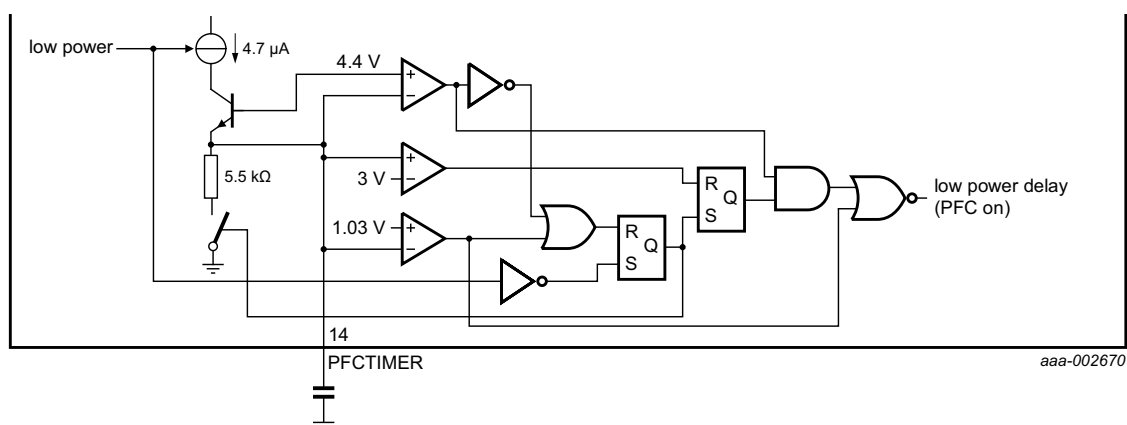 low power
4.7 µA
4.4 V
+
−
5.5 kΩ
+
3 V
−
1.03 V
+
−
R
Q
S
R
Q
S
low power delay
(PFC on)
14
PFCTIMER
aaa-002670